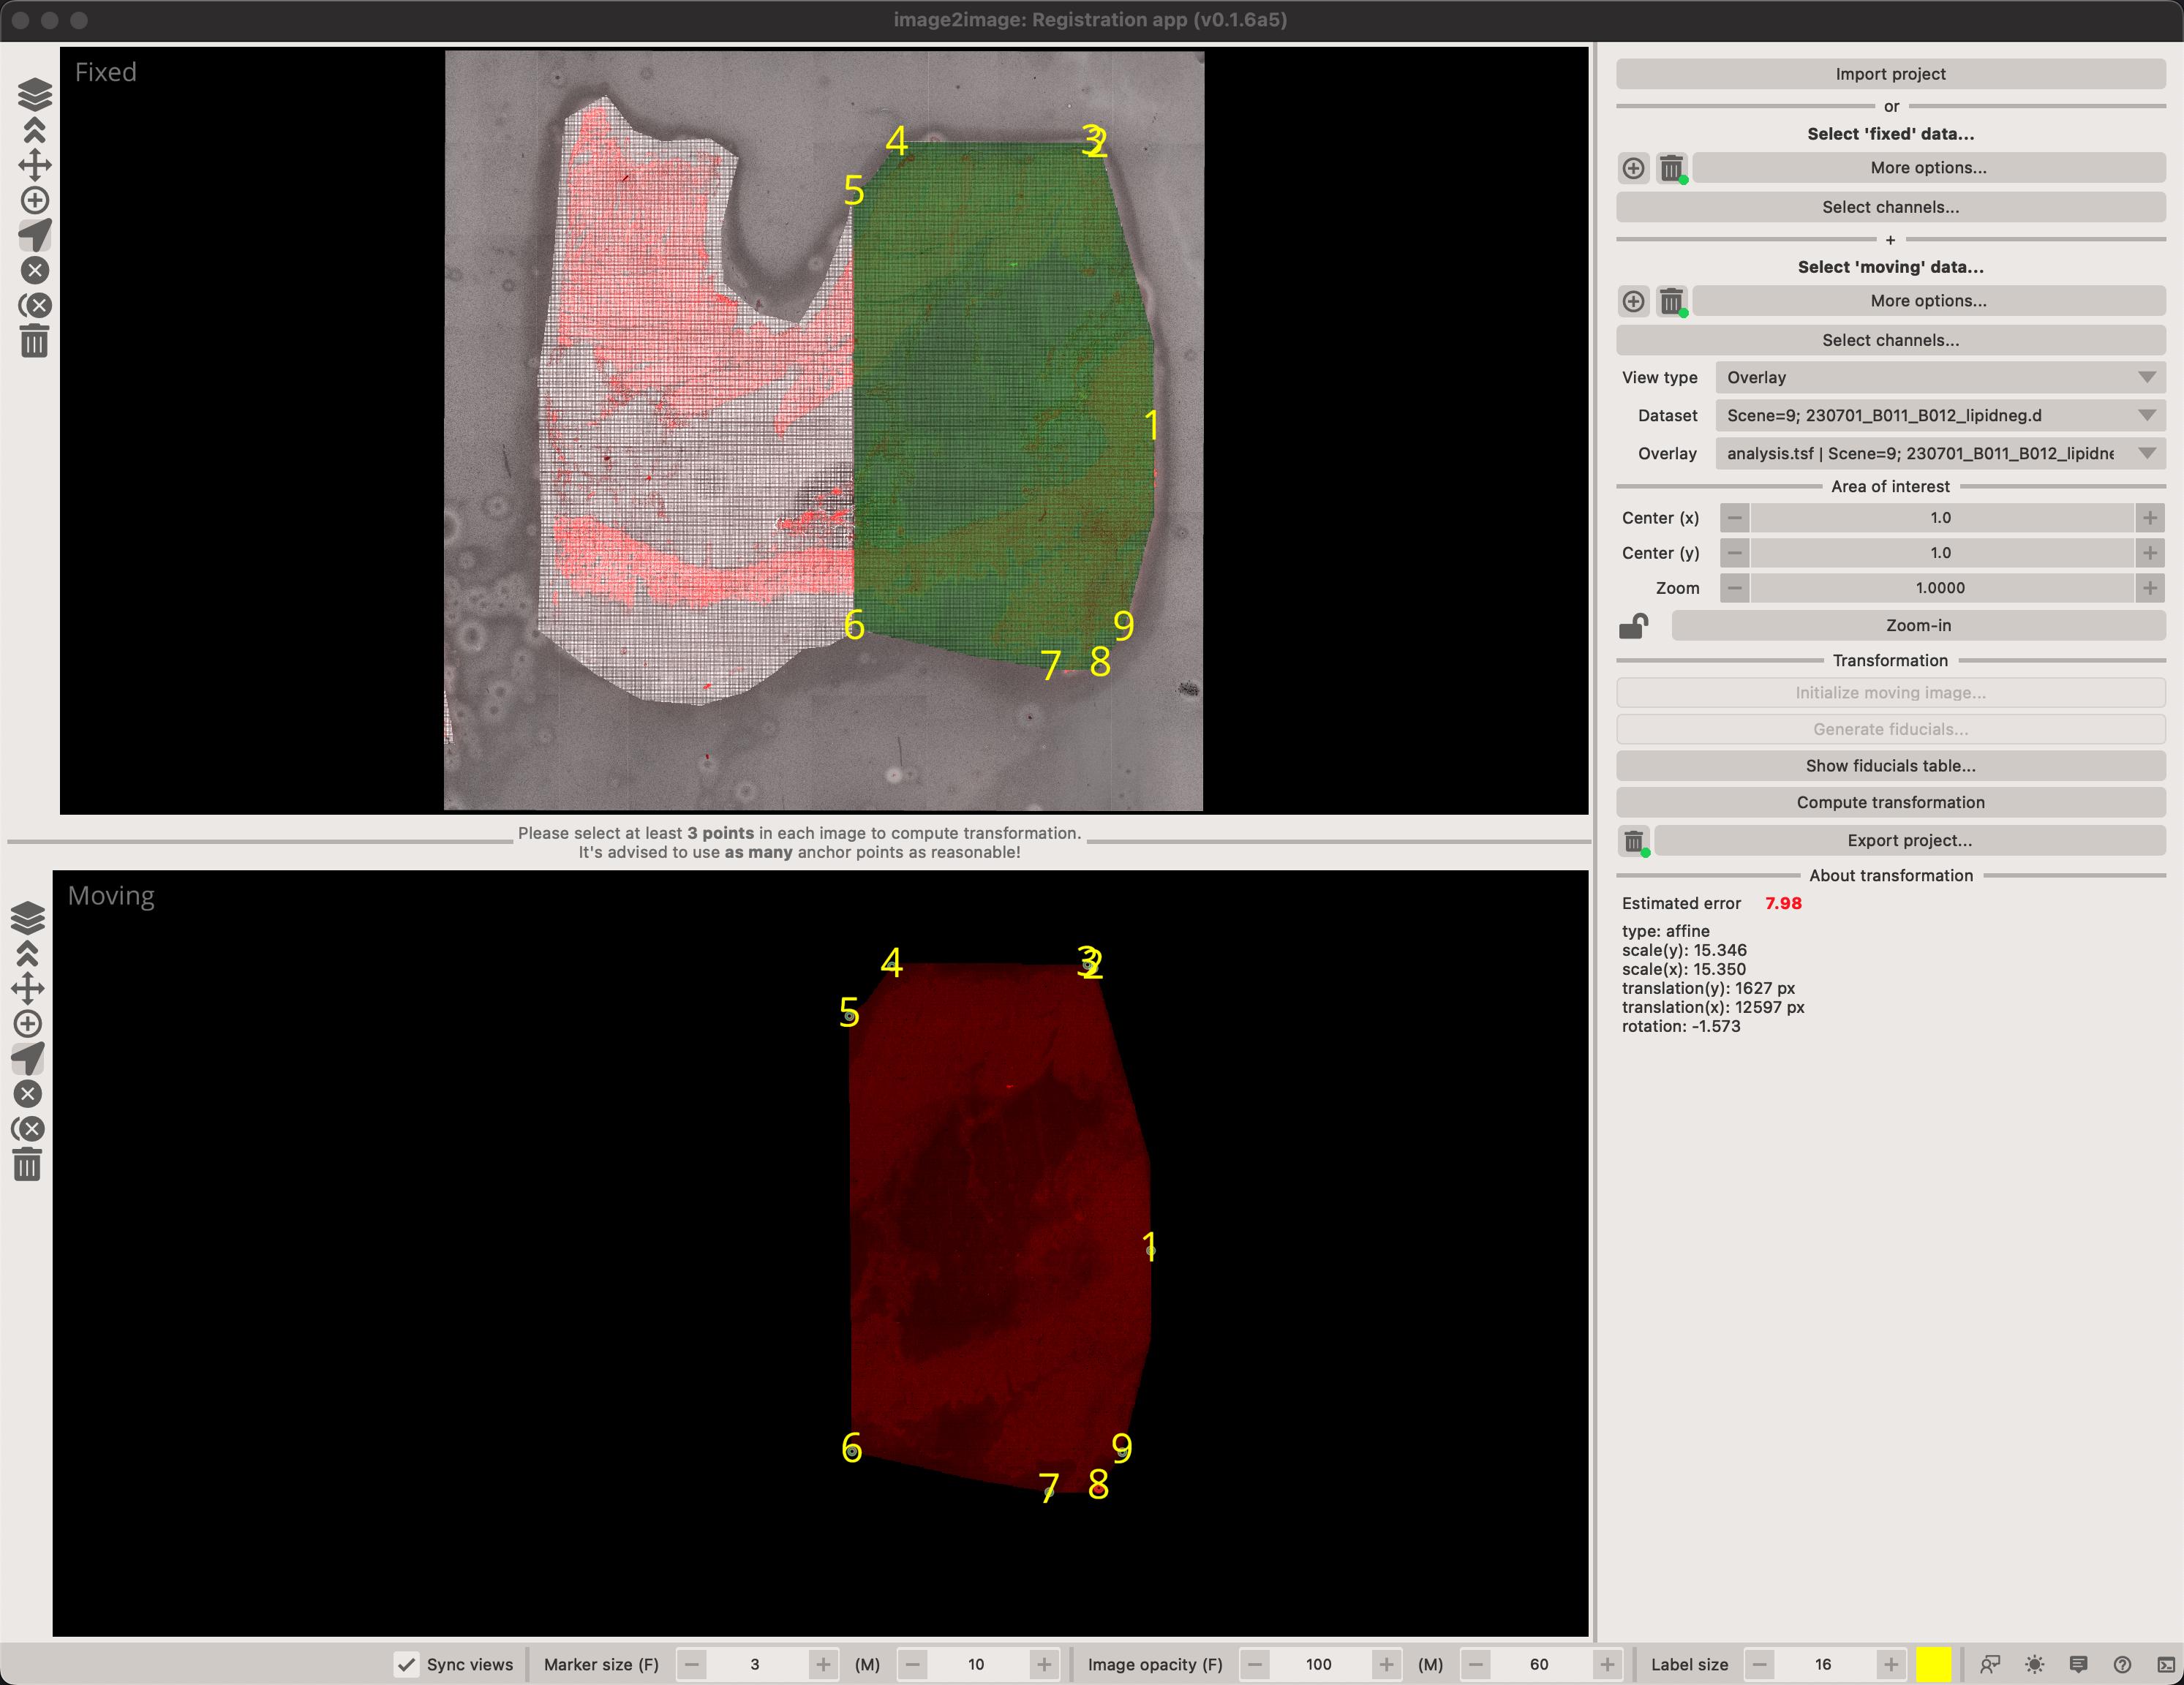 image2image: Registration app (v0.1.6a5)
Fixed
4
3
2
5
1
6
9
7
8
Please select at least 3 points in each image to compute transformation.
It's advised to use as many anchor points as reasonable!
Moving
4
3
2
5
1
6
9
7
8
Import project
or
Select 'fixed' data...
More options...
Select channels...
+
Select 'moving' data...
More options...
Select channels...
View type Overlay
Dataset Scene=9; 230701_B011_B012_lipidneg.d
Overlay analysis.tsf | Scene=9; 230701_B011_B012_lipidne
Area of interest
Center (x) 1.0
Center (y) 1.0
Zoom 1.0000
Zoom-in
Transformation
Initialize moving image...
Generate fiducials...
Show fiducials table...
Compute transformation
Export project...
About transformation
Estimated error 7.98
type: affine
scale(y): 15.346
scale(x): 15.350
translation(y): 1627 px
translation(x): 12597 px
rotation: -1.573
Sync views Marker size (F) 3 (M) 10 Image opacity (F) 100 (M) 60 Label size 16